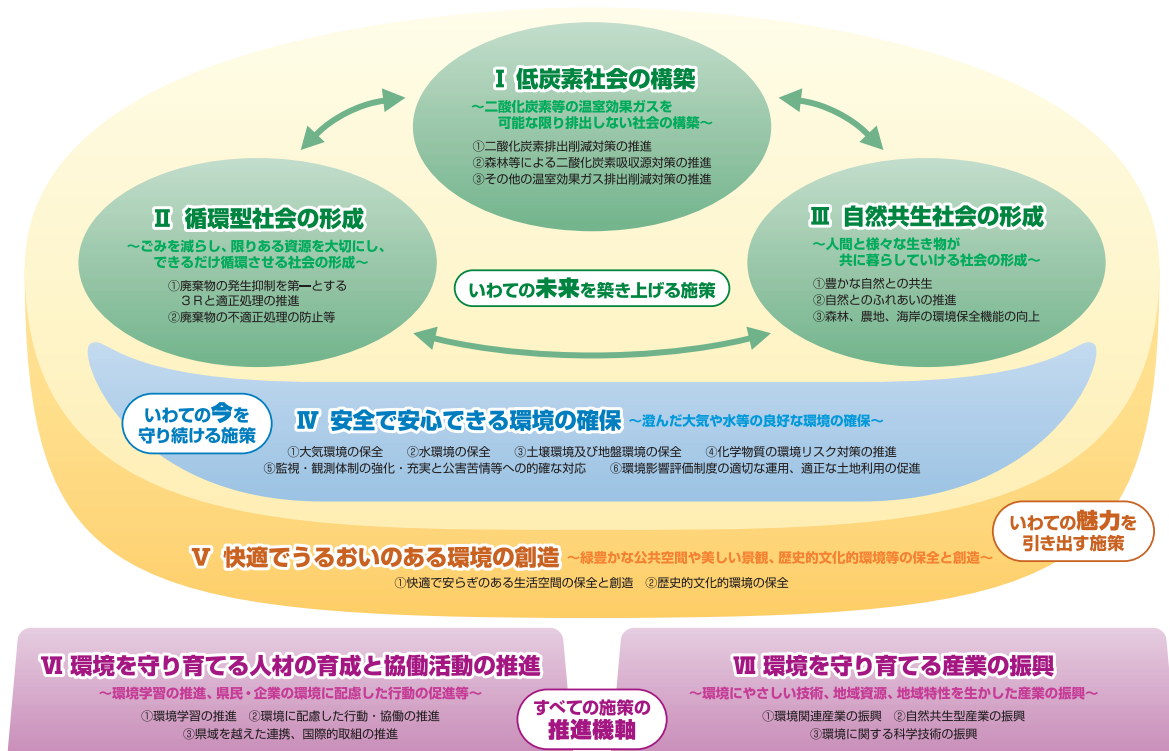 Ⅰ 低炭素社会の構築
～二酸化炭素等の温室効果ガスを
可能な限り排出しない社会の構築～
①二酸化炭素排出削減対策の推進
②森林等による二酸化炭素吸収源対策の推進
③その他の温室効果ガス排出削減対策の推進
Ⅱ 循環型社会の形成
～ごみを減らし、限りある資源を大切にし、
できるだけ循環させる社会の形成～
①廃棄物の発生抑制を第一とする
３Ｒと適正処理の推進
②廃棄物の不適正処理の防止等
Ⅲ 自然共生社会の形成
～人間と様々な生き物が
共に暮らしていける社会の形成～
①豊かな自然との共生
②自然とのふれあいの推進
③森林、農地、海岸の環境保全機能の向上
いわての未来を築き上げる施策
いわての今を
守り続ける施策
Ⅳ 安全で安心できる環境の確保 ～澄んだ大気や水等の良好な環境の確保～
①大気環境の保全 ②水環境の保全 ③土壌環境及び地盤環境の保全 ④化学物質の環境リスク対策の推進
⑤監視・観測体制の強化・充実と公害苦情等への的確な対応 ⑥環境影響評価制度の適切な運用、適正な土地利用の促進
いわての魅力を
引き出す施策
Ⅴ 快適でうるおいのある環境の創造 ～緑豊かな公共空間や美しい景観、歴史的文化的環境等の保全と創造～
①快適で安らぎのある生活空間の保全と創造 ②歴史的文化的環境の保全
Ⅵ 環境を守り育てる人材の育成と協働活動の推進
～環境学習の推進、県民・企業の環境に配慮した行動の促進等～
①環境学習の推進 ②環境に配慮した行動・協働の推進
③県域を越えた連携、国際的取組の推進
すべての施策の
推進機軸
Ⅶ 環境を守り育てる産業の振興
～環境にやさしい技術、地域資源、地域特性を生かした産業の振興～
①環境関連産業の振興 ②自然共生型産業の振興
③環境に関する科学技術の振興